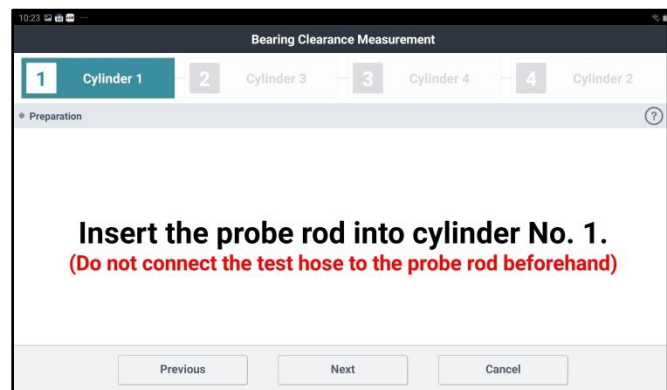 10:23
Bearing Clearance Measurement
1 Cylinder 1 2 Cylinder 3 3 Cylinder 4 4 Cylinder 2
Preparation ?
Insert the probe rod into cylinder No. 1.
(Do not connect the test hose to the probe rod beforehand)
Previous Next Cancel